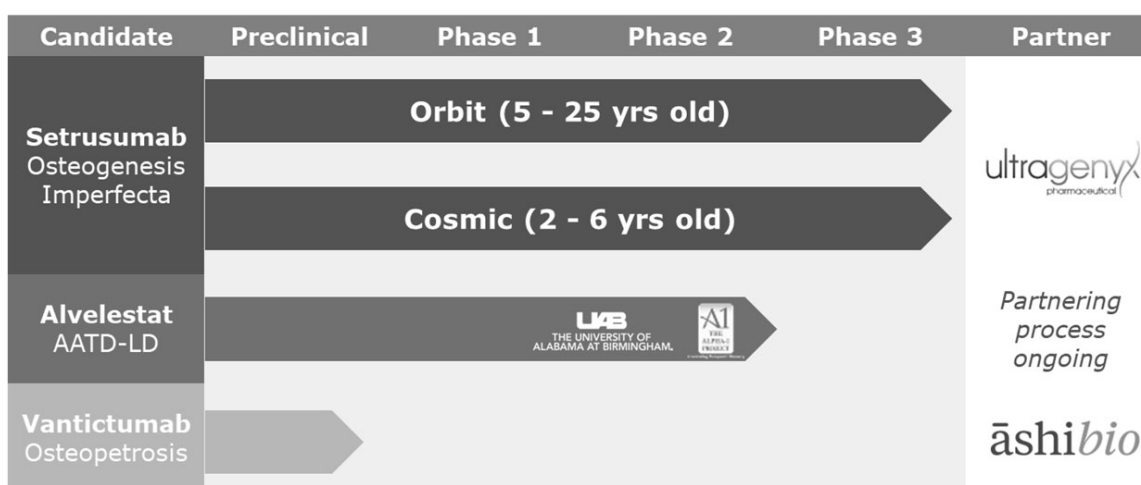 Candidate Preclinical Phase 1 Phase 2 Phase 3 Partner
Setrusumab
Osteogenesis
Imperfecta
Orbit (5 - 25 yrs old)
Cosmic (2 - 6 yrs old)
ultragenyx
pharmaceutical
Alvelestat
AATD-LD
UAB
THE UNIVERSITY OF
ALABAMA AT BIRMINGHAM.
A1
THE
ALPHA-1
PROJECT
Partnering
process
ongoing
Vantictumab
Osteopetrosis
āshibio